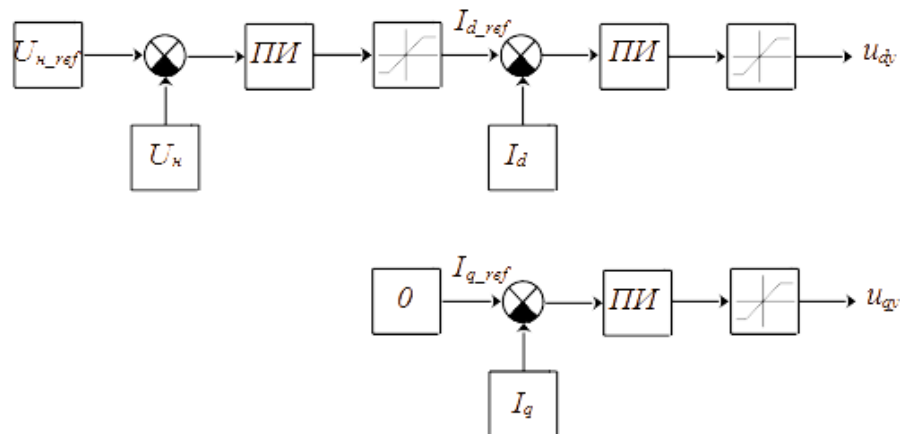 U_н_ref
ПИ
I_d_ref
ПИ
u_dy
U_н
I_d
0
I_q_ref
ПИ
u_qy
I_q